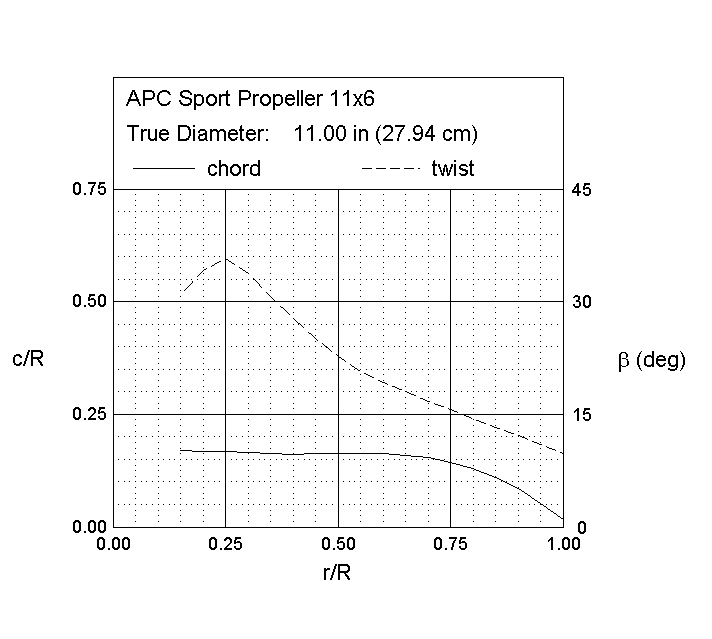 APC Sport Propeller 11x6
True Diameter: 11.00 in (27.94 cm)
chord twist
0.75 45
0.50 30
c/R β (deg)
0.25 15
0.00 0
0.00 0.25 0.50 0.75 1.00
r/R